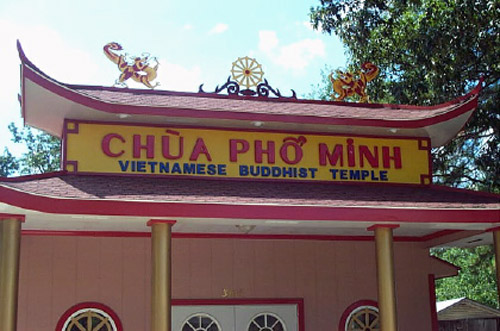 CHÙA PHỔ MINH
VIETNAMESE BUDDHIST TEMPLE